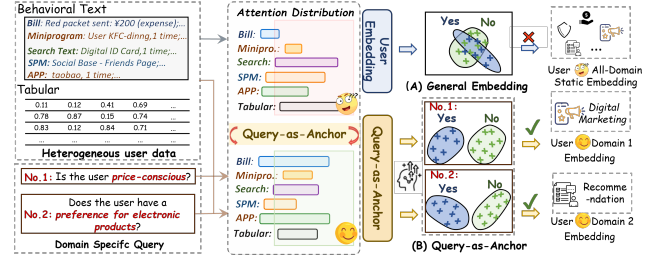 Behavioral Text
Bill: Red packet sent: ¥200 (expense);...
Miniprogram: User KFC-dinng,1 time;...
Search Text: Digital ID Card,1 time;...
SPM: Social Base - Friends Page;...
APP: taobao, 1 time;...
Tabular
0.11 0.12 0.41 0.69 ...
0.78 0.87 0.15 0.74 ...
0.83 0.12 0.84 0.71 ...
... ... ... ... ...
Heterogeneous user data
No.1: Is the user price-conscious?
Does the user have a
No.2: preference for electronic
products?
Domain Specifc Query
Attention Distribution
Bill:
Minipro.:
Search:
SPM:
APP:
Tabular:
Query-as-Anchor
Bill:
Minipro.:
Search:
SPM:
APP:
Tabular:
User
Embedding
Query-as-Anchor
Yes No
(A) General Embedding
...
User All-Domain
Static Embedding
No.1:
Yes No
Digital
Marketing
User Domain 1
Embedding
No.2:
Yes No
Recomme
-ndation
User Domain 2
Embedding
(B) Query-as-Anchor